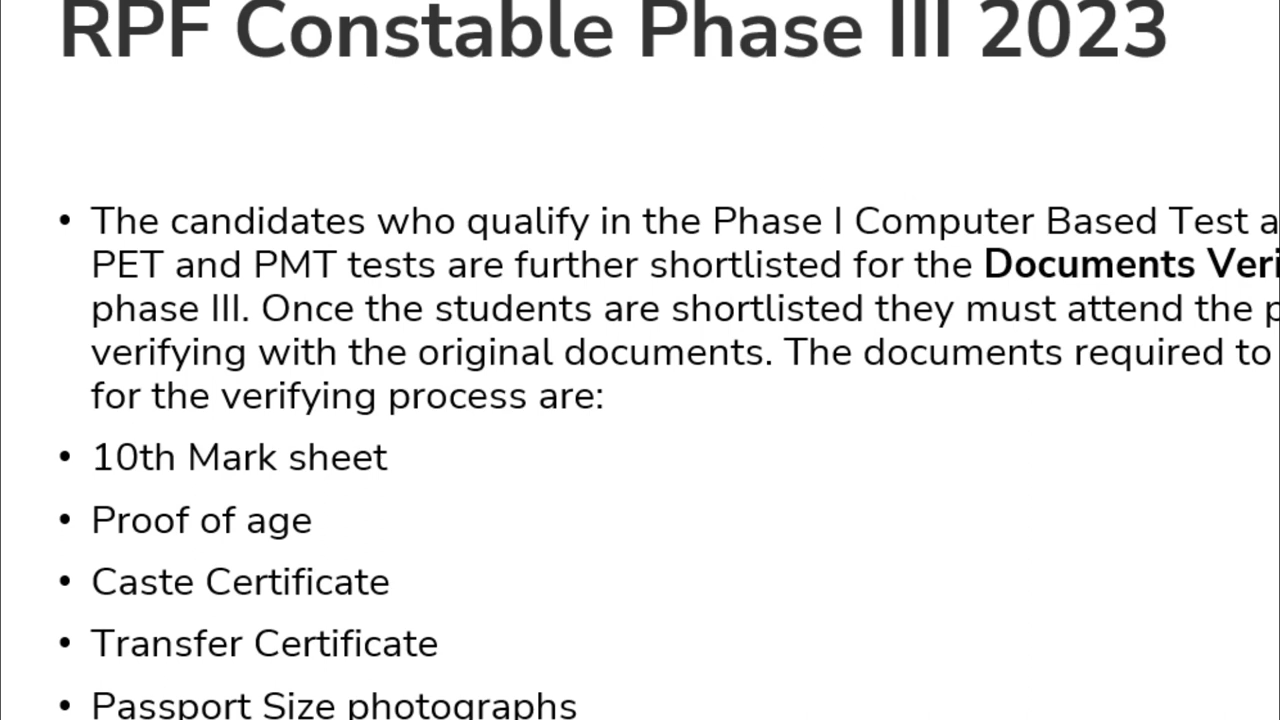 RPF Constable Phase III 2023
• The candidates who qualify in the Phase I Computer Based Test
PET and PMT tests are further shortlisted for the Documents
phase III. Once the students are shortlisted they must attend the
verifying with the original documents. The documents required to
for the verifying process are:
• 10th Mark sheet
• Proof of age
• Caste Certificate
• Transfer Certificate
• Passport Size photographs